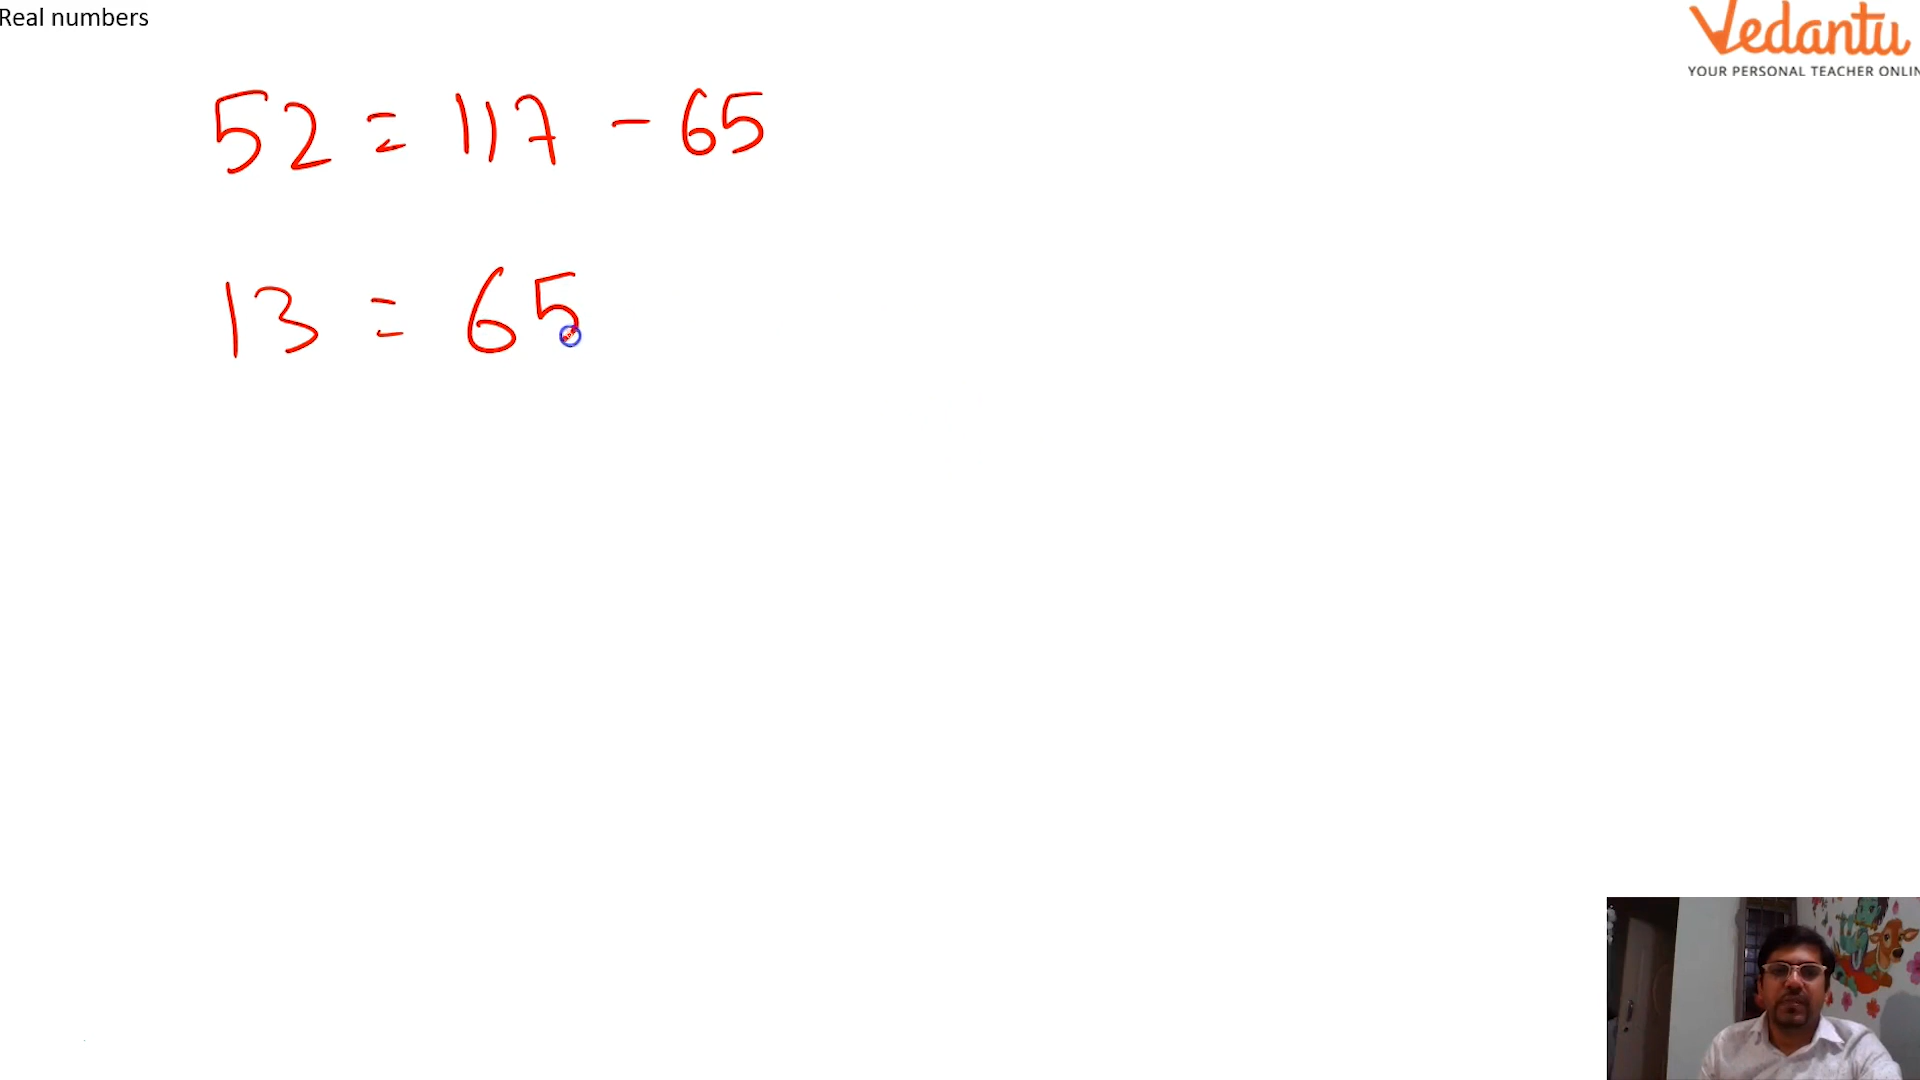 Real numbers
Vedantu
YOUR PERSONAL TEACHER ONLIN
52 = 117 - 65
13 = 65